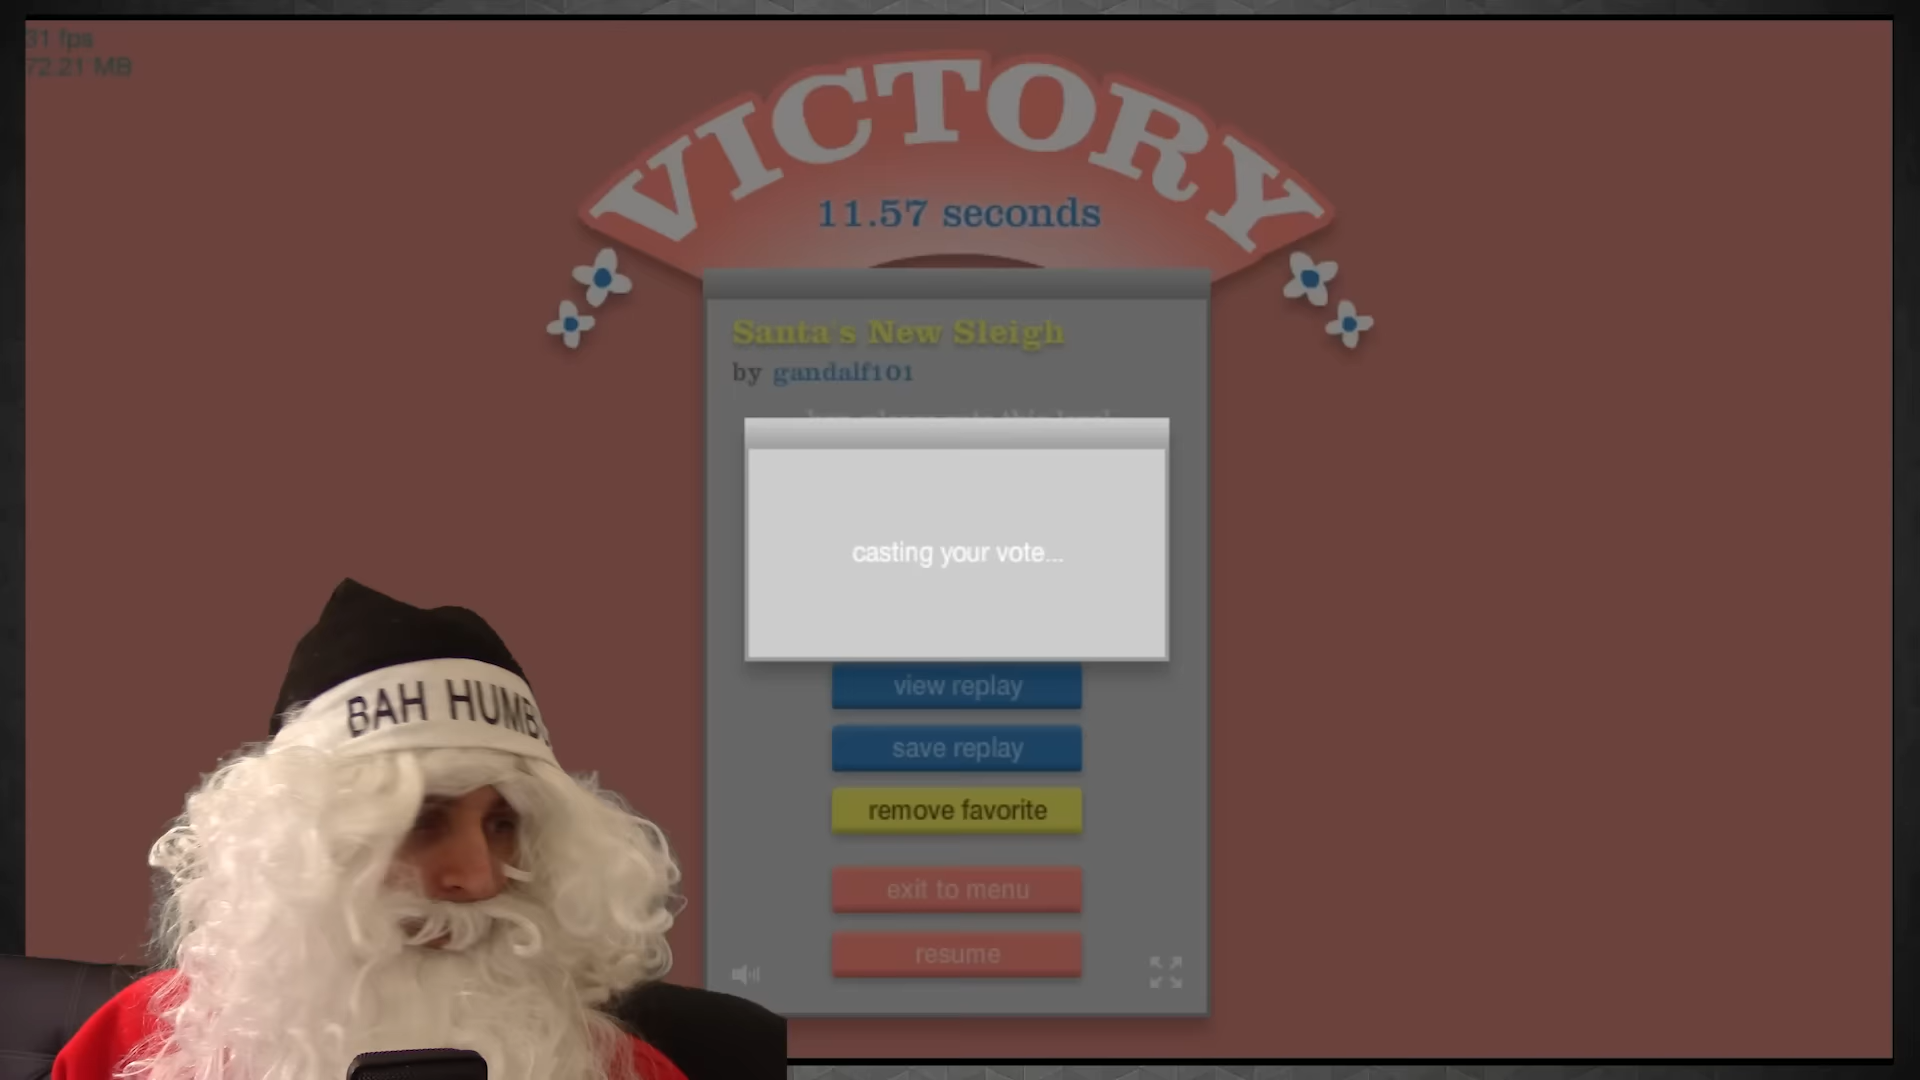 31 fps
72.21 MB
VICTORY
11.57 seconds
Santa's New Sleigh
by gandalf101
casting your vote...
view replay
save replay
remove favorite
exit to menu
resume
BAH HUMB